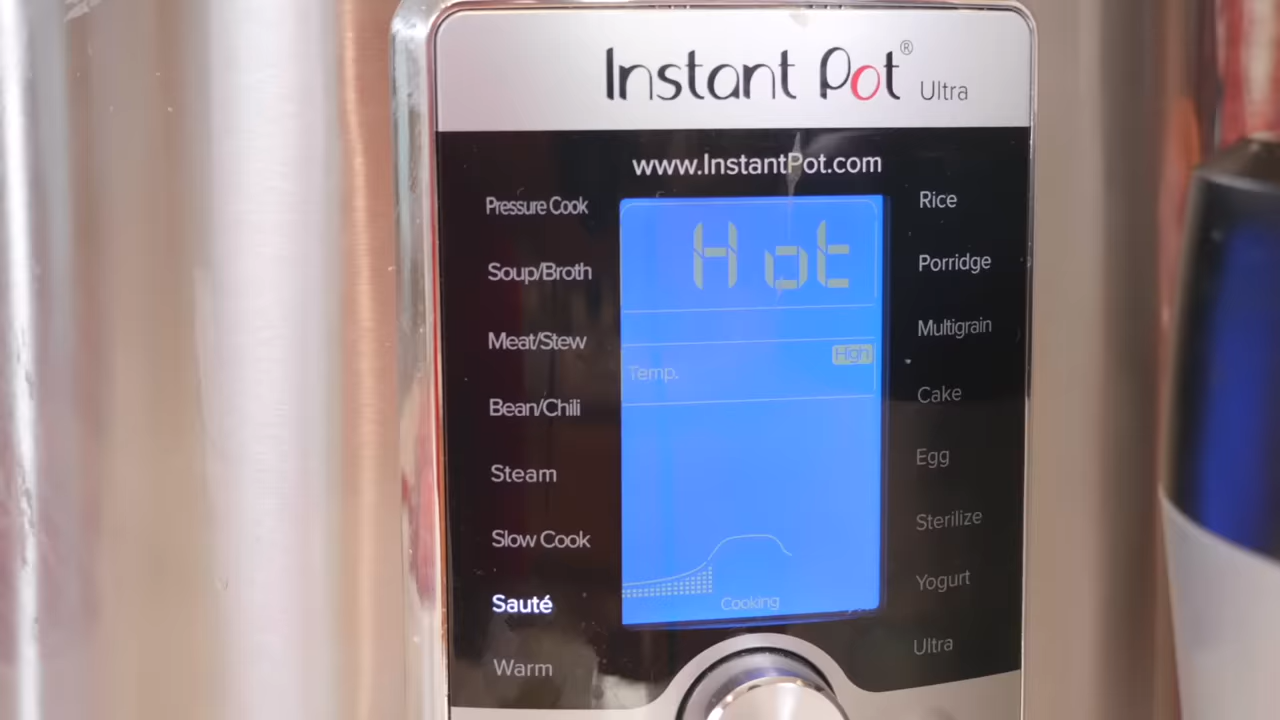 Instant Pot® Ultra
www.InstantPot.com
Pressure Cook
Soup/Broth
Meat/Stew
Bean/Chili
Steam
Slow Cook
Sauté
Warm
Hot
High
Temp.
Cooking
Rice
Porridge
Multigrain
Cake
Egg
Sterilize
Yogurt
Ultra